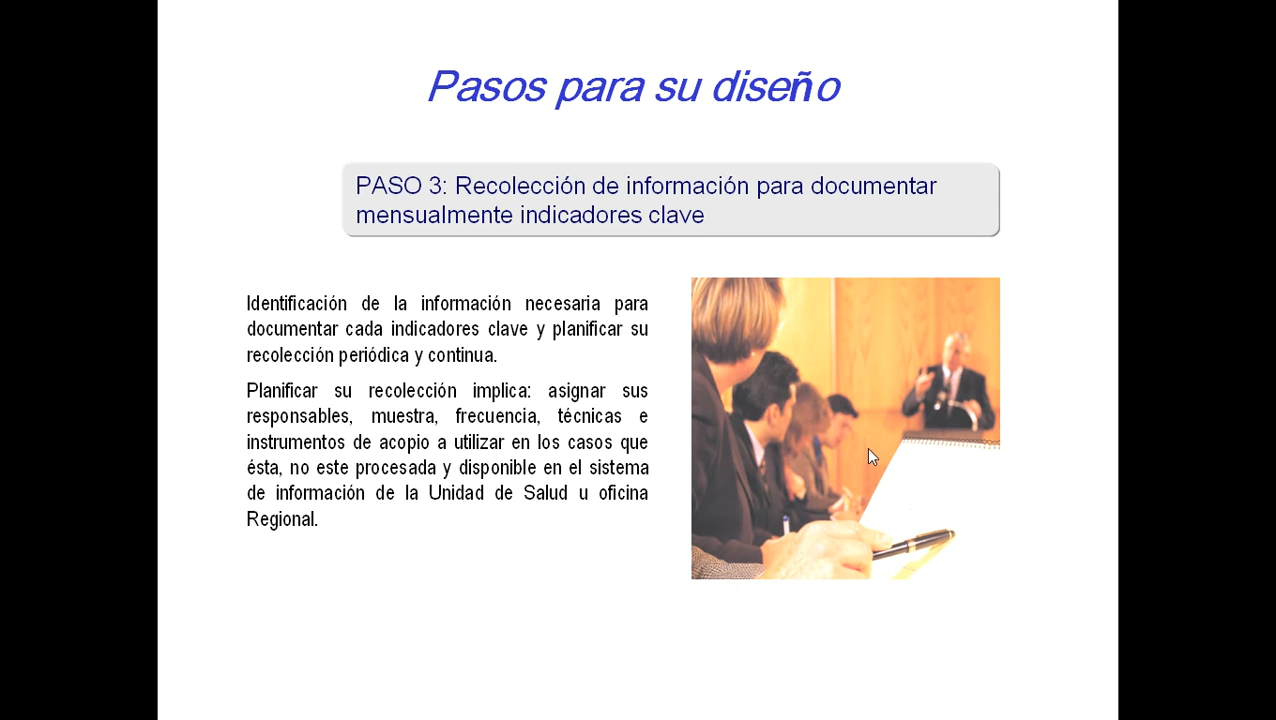 Pasos para su diseño
PASO 3: Recolección de información para documentar
mensualmente indicadores clave
Identificación de la información necesaria para
documentar cada indicadores clave y planificar su
recolección periódica y continua.
Planificar su recolección implica: asignar sus
responsables, muestra, frecuencia, técnicas e
instrumentos de acopio a utilizar en los casos que
ésta, no este procesada y disponible en el sistema
de información de la Unidad de Salud u oficina
Regional.